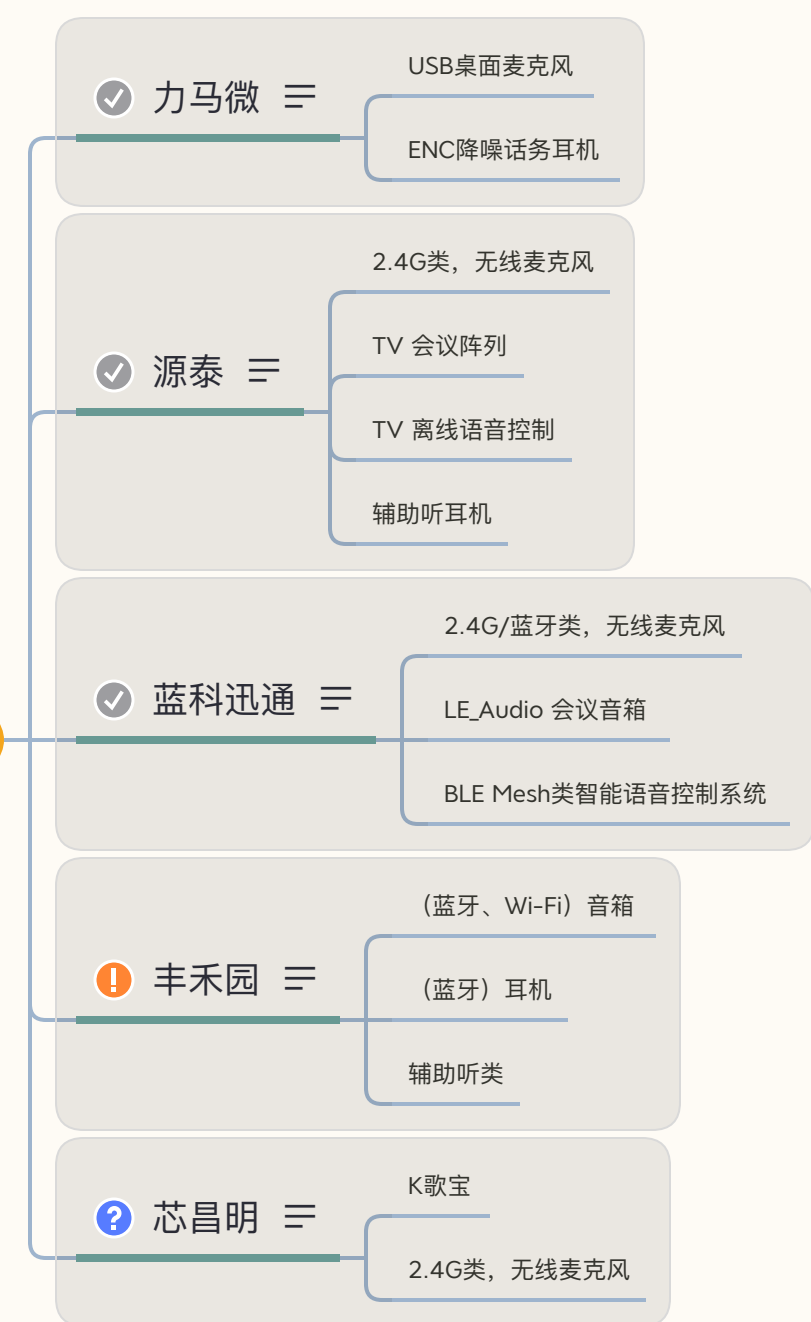 力马微
USB桌面麦克风
ENC降噪话务耳机
源泰
2.4G类，无线麦克风
TV 会议阵列
TV 离线语音控制
辅助听耳机
蓝科迅通
2.4G/蓝牙类，无线麦克风
LE_Audio 会议音箱
BLE Mesh类智能语音控制系统
丰禾园
（蓝牙、Wi-Fi）音箱
（蓝牙）耳机
辅助听类
芯昌明
K歌宝
2.4G类，无线麦克风